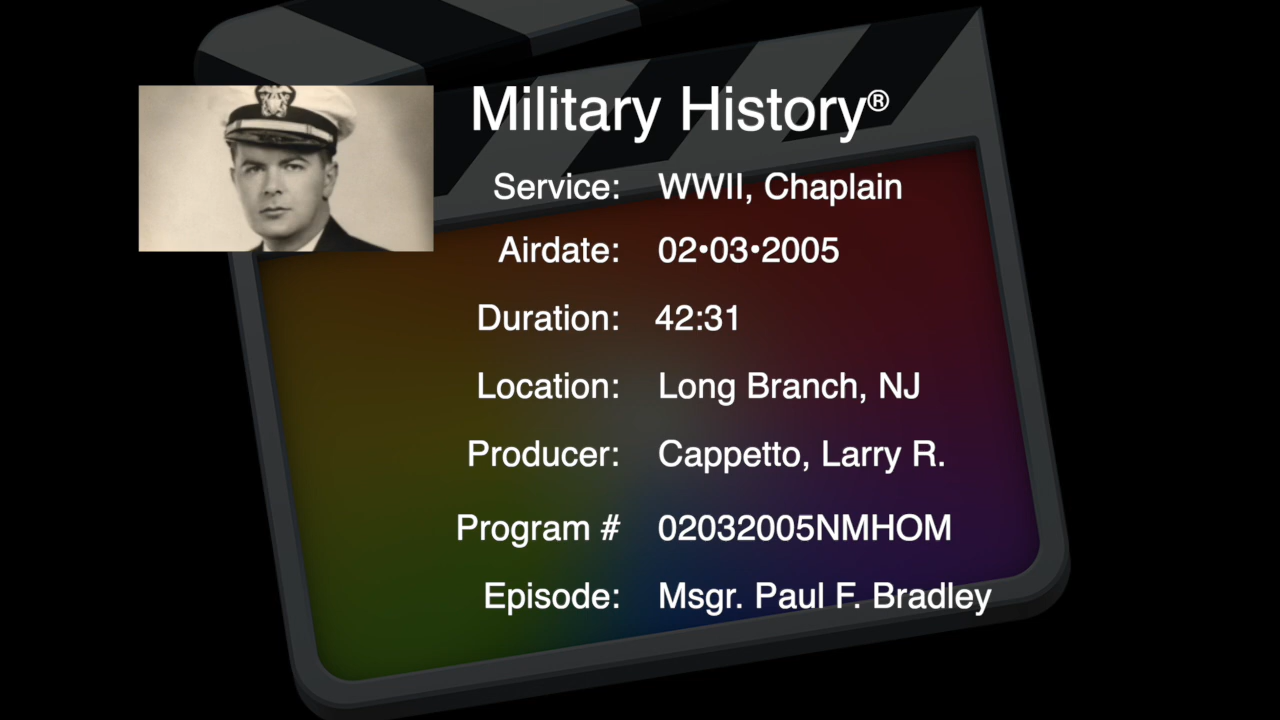 Military History®
Service: WWII, Chaplain
Airdate: 02•03•2005
Duration: 42:31
Location: Long Branch, NJ
Producer: Cappetto, Larry R.
Program # 02032005NMHOM
Episode: Msgr. Paul F. Bradley